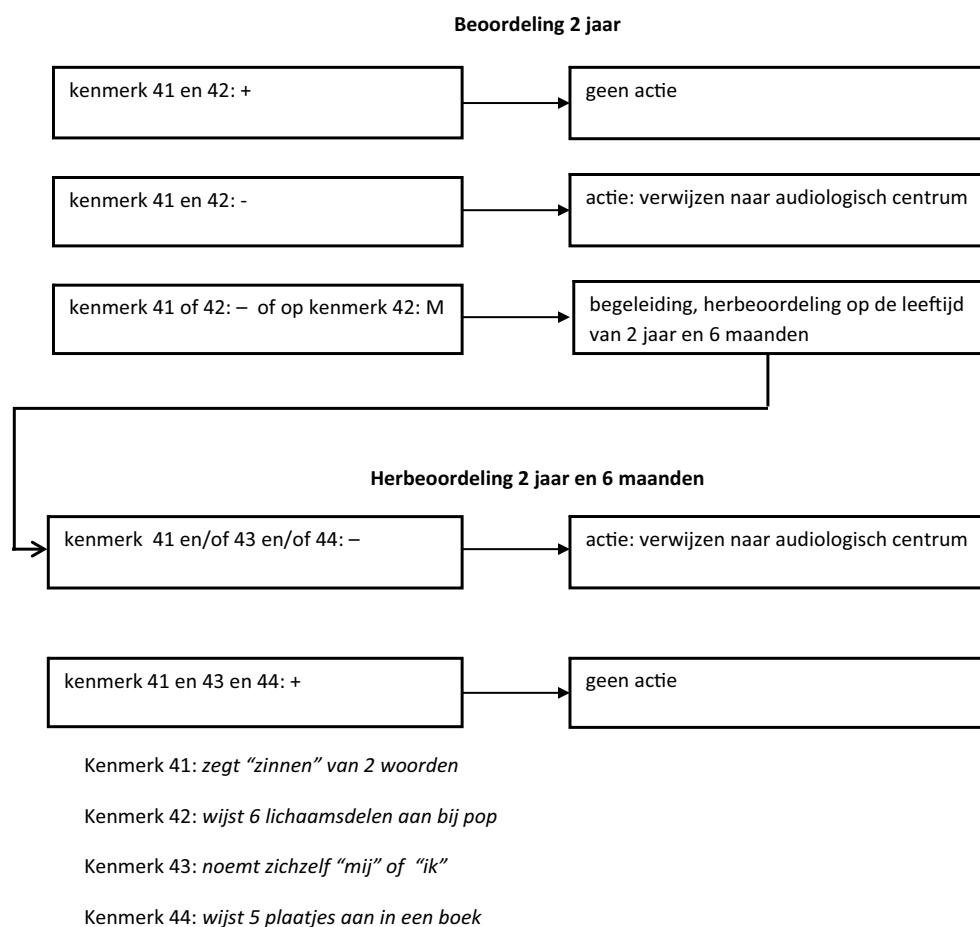 Beoordeling 2 jaar
kenmerk 41 en 42: +
geen actie
kenmerk 41 en 42: -
actie: verwijzen naar audiologisch centrum
kenmerk 41 of 42: – of op kenmerk 42: M
begeleiding, herbeoordeling op de leeftijd
van 2 jaar en 6 maanden
Herbeoordeling 2 jaar en 6 maanden
kenmerk 41 en/of 43 en/of 44: –
actie: verwijzen naar audiologisch centrum
kenmerk 41 en 43 en 44: +
geen actie
Kenmerk 41: zegt “zinnen” van 2 woorden
Kenmerk 42: wijst 6 lichaamsdelen aan bij pop
Kenmerk 43: noemt zichzelf “mij” of “ik”
Kenmerk 44: wijst 5 plaatjes aan in een boek